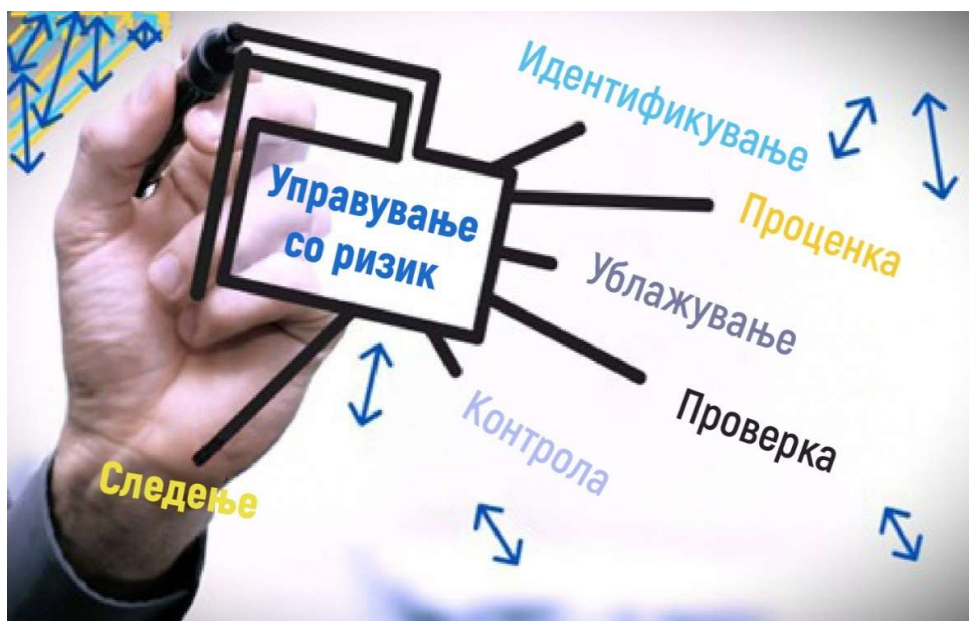 Идентификување
Проценка
Управување
со ризик
Ублажување
Проверка
Контрола
Следење